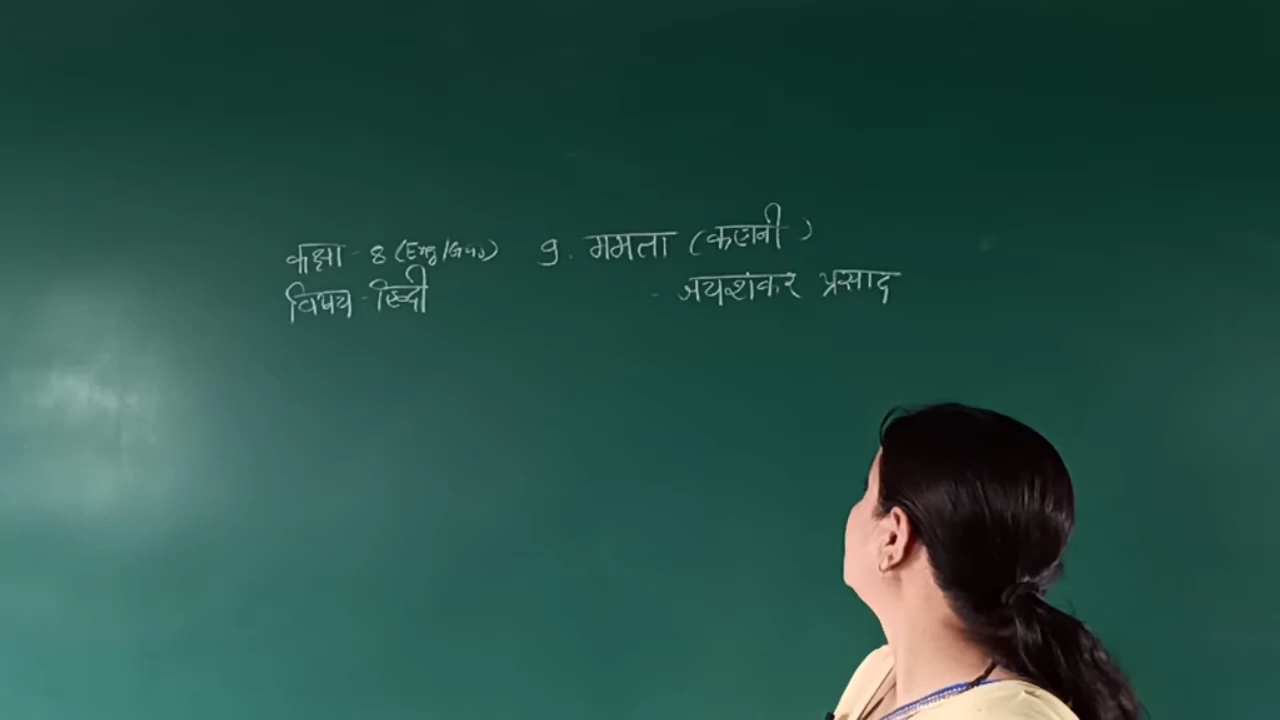 कक्षा - 8 (Eng/Guj)
विषय - हिन्दी
9. ममता (कहानी)
- जयशंकर प्रसाद